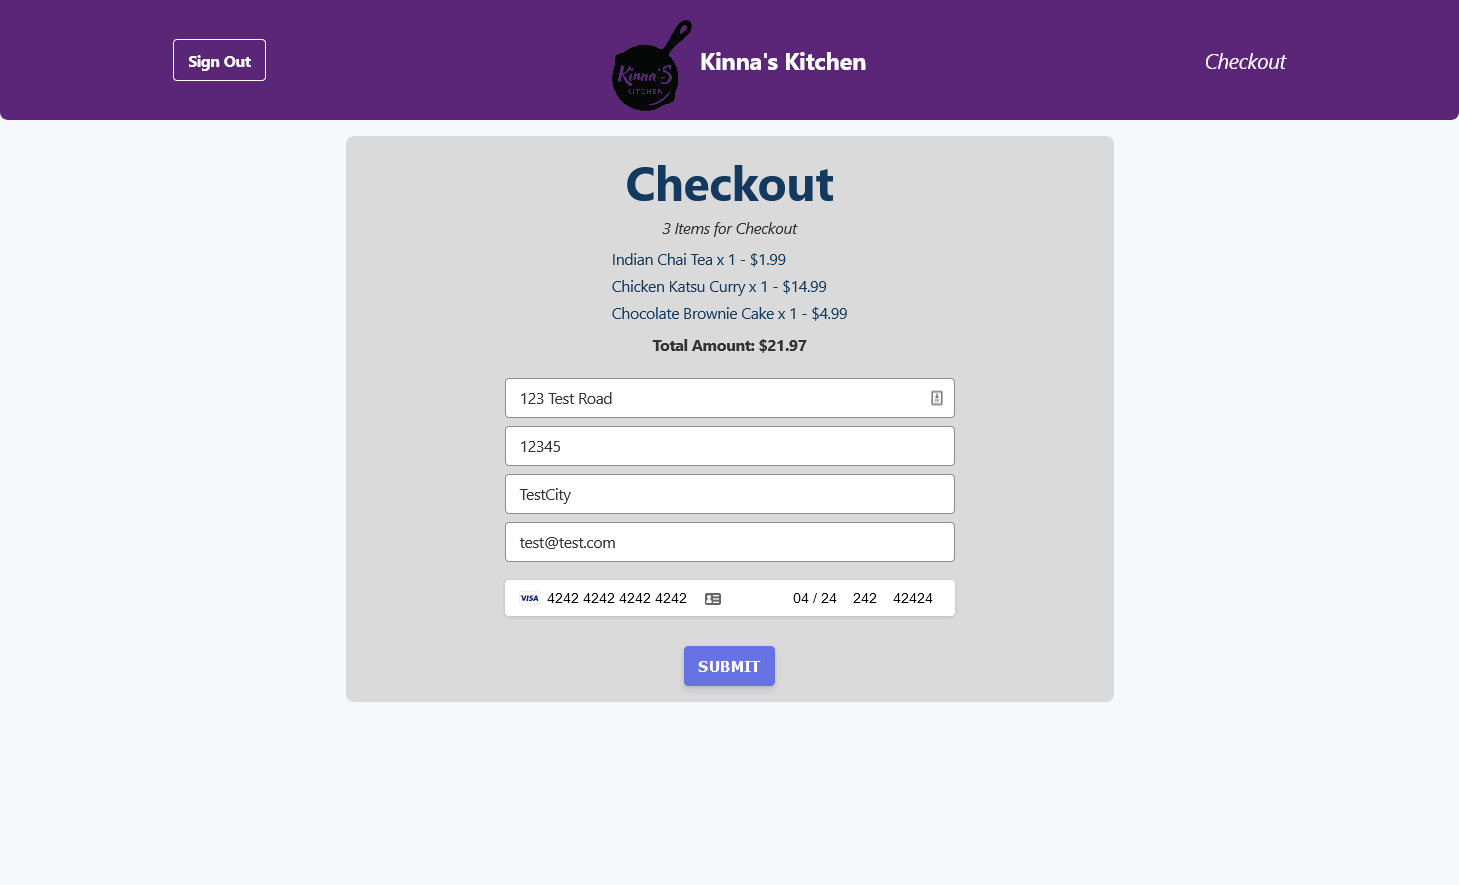 Sign Out
Kinna'S
KITCHEN
Kinna's Kitchen
Checkout
Checkout
3 Items for Checkout
Indian Chai Tea x 1 - $1.99
Chicken Katsu Curry x 1 - $14.99
Chocolate Brownie Cake x 1 - $4.99
Total Amount: $21.97
123 Test Road
12345
TestCity
test@test.com
VISA 4242 4242 4242 4242 04 / 24 242 42424
SUBMIT